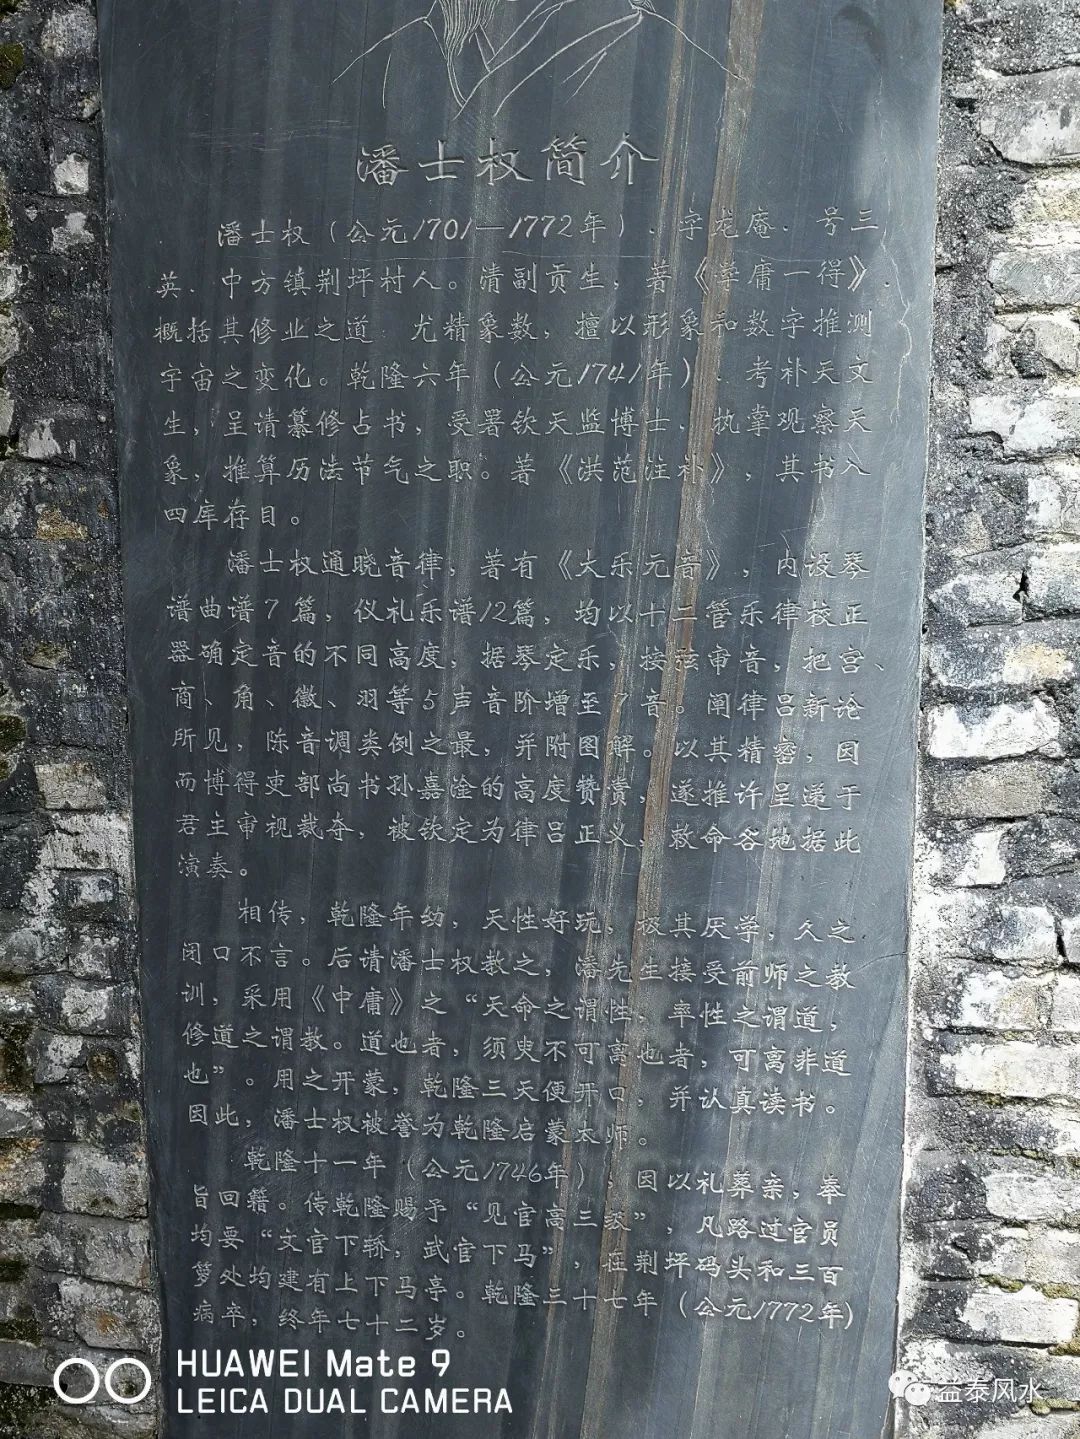 潘士权简介
潘士权（公元1701—1772年）．字龙庵．号三
英．中方镇荆坪村人。清副贡生，著《学庸一得》．
概括其修业之道 尤精象数，擅以形象和数字推测
宇宙之变化。乾隆六年（公元1741年）．考补天文
生，呈请纂修占书，受署钦天监博士．执掌观察天
象，推算历法节气之职。著《洪范注补》，其书入
四库存目。
潘士权通晓音律，著有《大乐元音》，内设琴
谱曲谱7篇，仪礼乐谱12篇，均以十二管乐律校正
器确定音的不同高度，据琴定乐，按弦审音，把宫、
商、角、徽、羽等5声音阶增至7音。阐律吕新论
所见，陈音调类例之最，并附图解。以其精密，因
而博得吏部尚书孙嘉淦的高度赞赏，遂推许呈递于
君主审视裁夺，被钦定为律吕正义，敕命各地据此
演奏。
相传，乾隆年幼，天性好玩，极其厌学，久之
闭口不言。后请潘士权教之，潘先生接受前师之教
训，采用《中庸》之“天命之谓性，率性之谓道，
修道之谓教。道也者，须臾不可离也者，可离非道
也”。用之开蒙，乾隆三天便开口，并认真读书。
因此，潘士权被誉为乾隆启蒙太师。
乾隆十一年（公元1746年），因以礼葬亲，奉
旨回籍。传乾隆赐予“见官高三级”，凡路过官员
均要“文官下轿，武官下马”，在荆坪码头和三百
箩处均建有上下马亭。乾隆三十七年（公元1772年）
病卒，终年七十二岁。
HUAWEI Mate 9
LEICA DUAL CAMERA
益泰风水